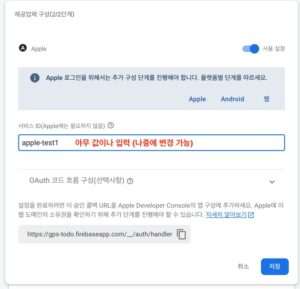 제공업체 구성(2/2단계)
Apple
사용 설정
Apple 로그인을 위해서는 추가 구성 단계를 진행해야 합니다. 플랫폼별 단계를 따르세요.
Apple Android 웹
서비스 ID(Apple에는 필요하지 않음)
apple-test1 아무 값이나 입력 (나중에 변경 가능)
OAuth 코드 흐름 구성(선택사항)
설정을 완료하려면 이 승인 콜백 URL을 Apple Developer Console의 앱 구성에 추가하세요. Apple에 이
메일 도메인의 소유권을 확인하기 위해 추가 단계를 진행해야 할 수 있습니다. 자세히 알아보기
https://gps-todo.firebaseapp.com/__/auth/handler
취소 저장